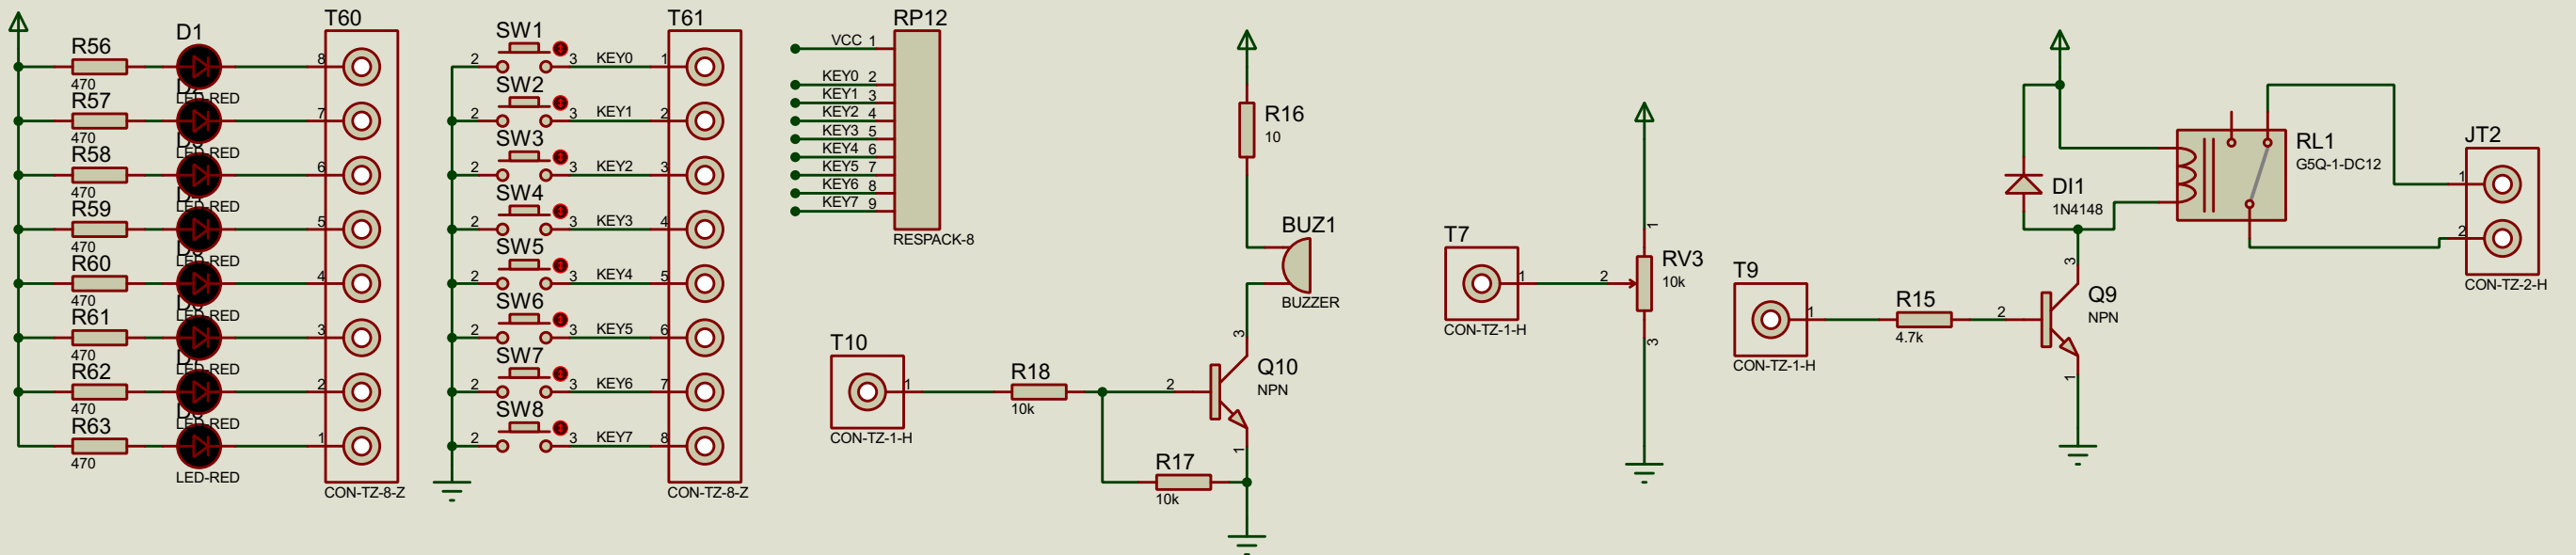 T60
D1
R56
8
470
D2
LED-RED
R57
7
470
D3
LED-RED
R58
6
470
D4
LED-RED
R59
5
470
D5
LED-RED
R60
4
470
D6
LED-RED
R61
3
470
D7
LED-RED
R62
2
470
D8
LED-RED
R63
1
470
LED-RED
CON-TZ-8-Z
T61
SW1
2 3 KEY0 1
SW2
2 3 KEY1 2
SW3
2 3 KEY2 3
SW4
2 3 KEY3 4
SW5
2 3 KEY4 5
SW6
2 3 KEY5 6
SW7
2 3 KEY6 7
SW8
2 3 KEY7 8
CON-TZ-8-Z
RP12
VCC 1
KEY0 2
KEY1 3
KEY2 4
KEY3 5
KEY4 6
KEY5 7
KEY6 8
KEY7 9
RESPACK-8
R16
10
BUZ1
BUZZER
T10
1
CON-TZ-1-H
R18
10k
2
3
Q10
NPN
1
R17
10k
T7
1
CON-TZ-1-H
2
1
RV3
10k
3
T9
1
CON-TZ-1-H
R15
4.7k
2
3
Q9
NPN
1
DI1
1N4148
RL1
G5Q-1-DC12
JT2
1
2
CON-TZ-2-H